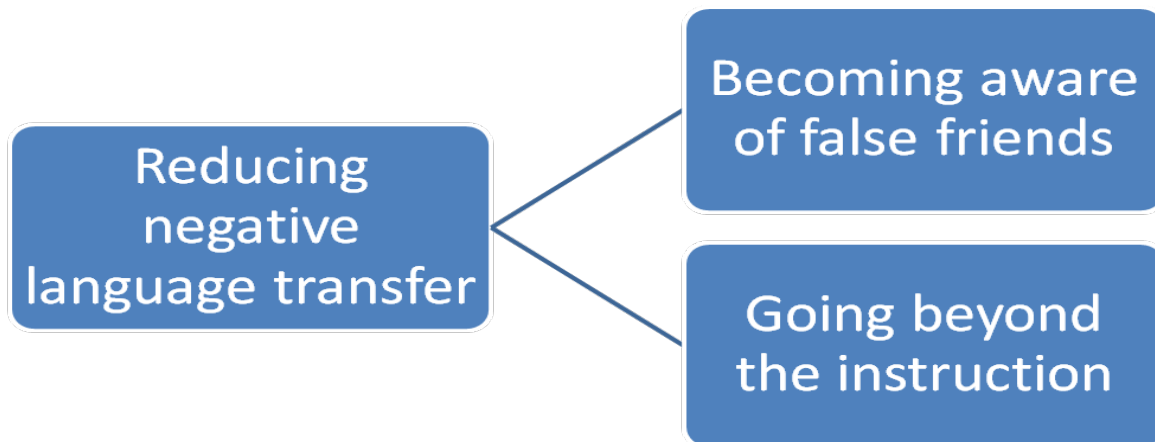 Reducing
negative
language transfer
Becoming aware
of false friends
Going beyond
the instruction